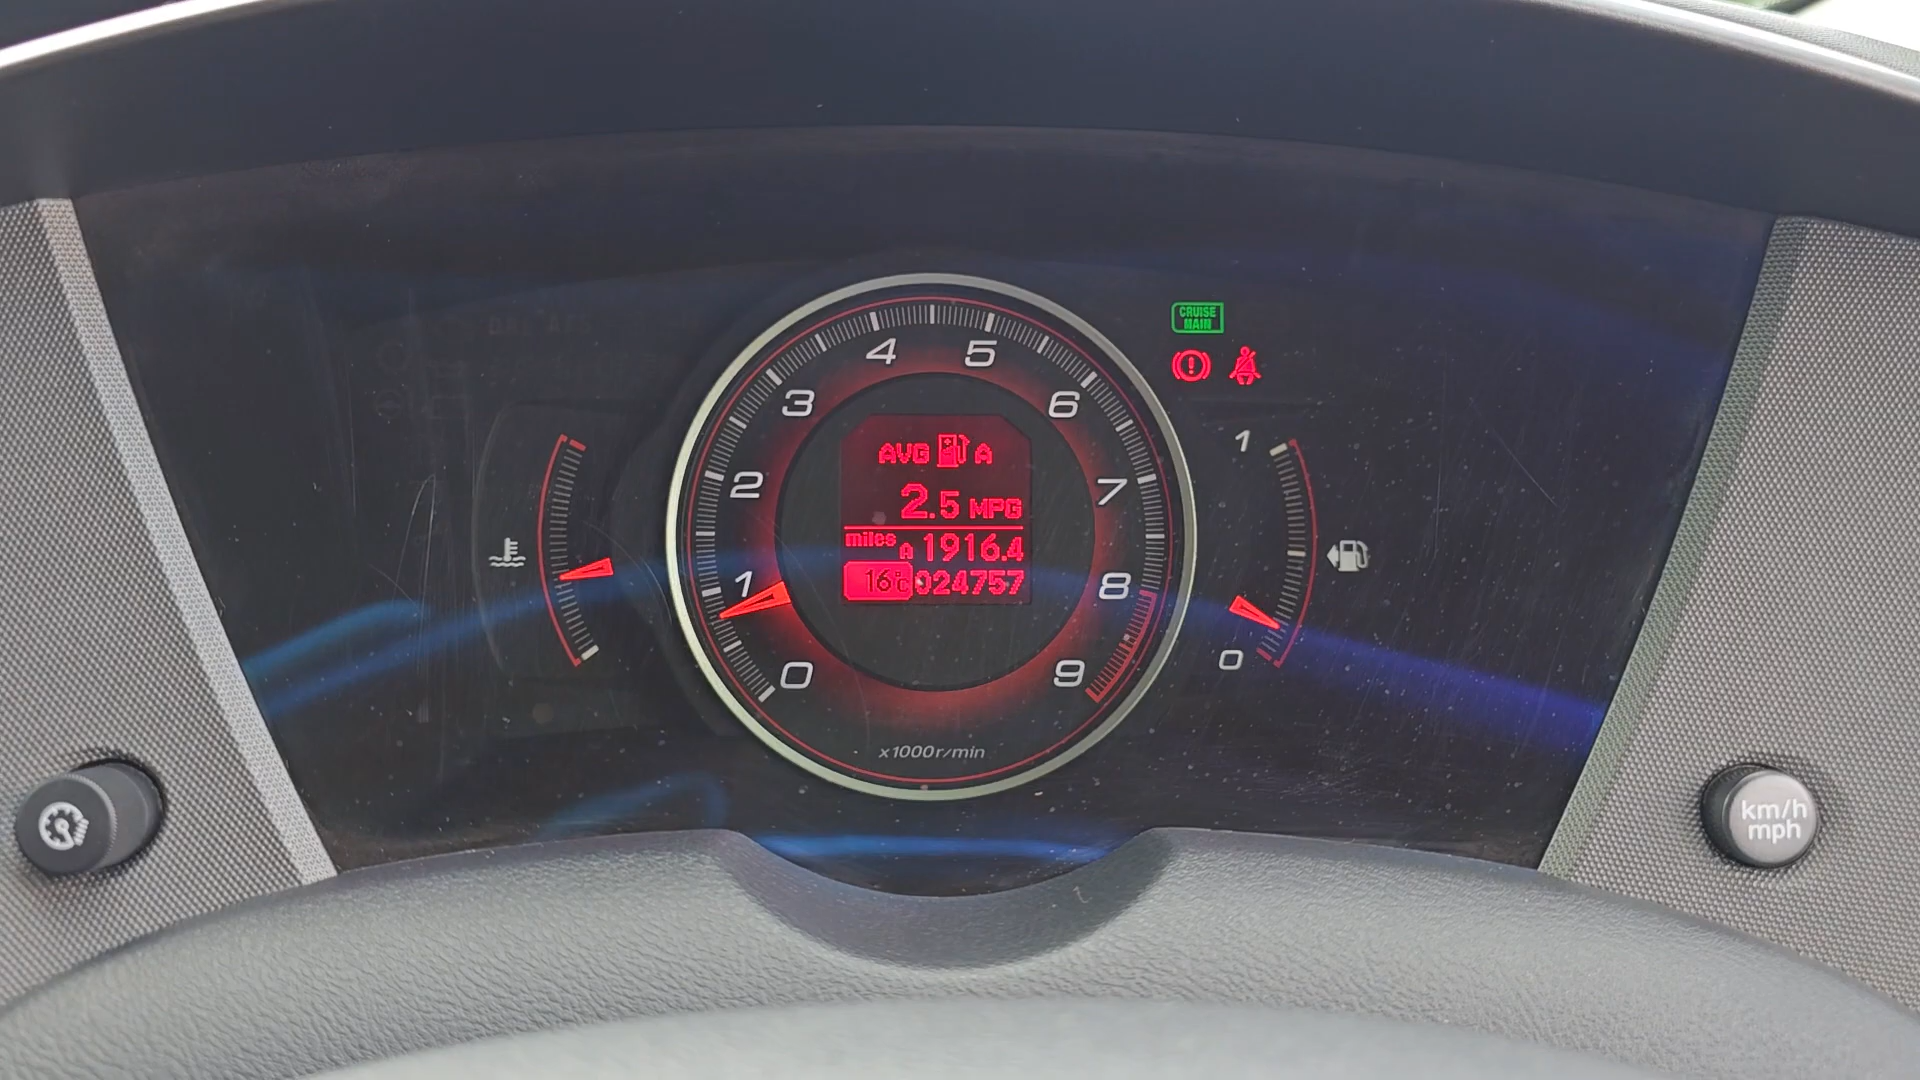 CRUISE
MAIN
4 5
3 6
2 7
1 8
0 9
AVG A
2.5 MPG
miles A 1916.4
16°C 024757
x1000r/min
1
0
km/h
mph